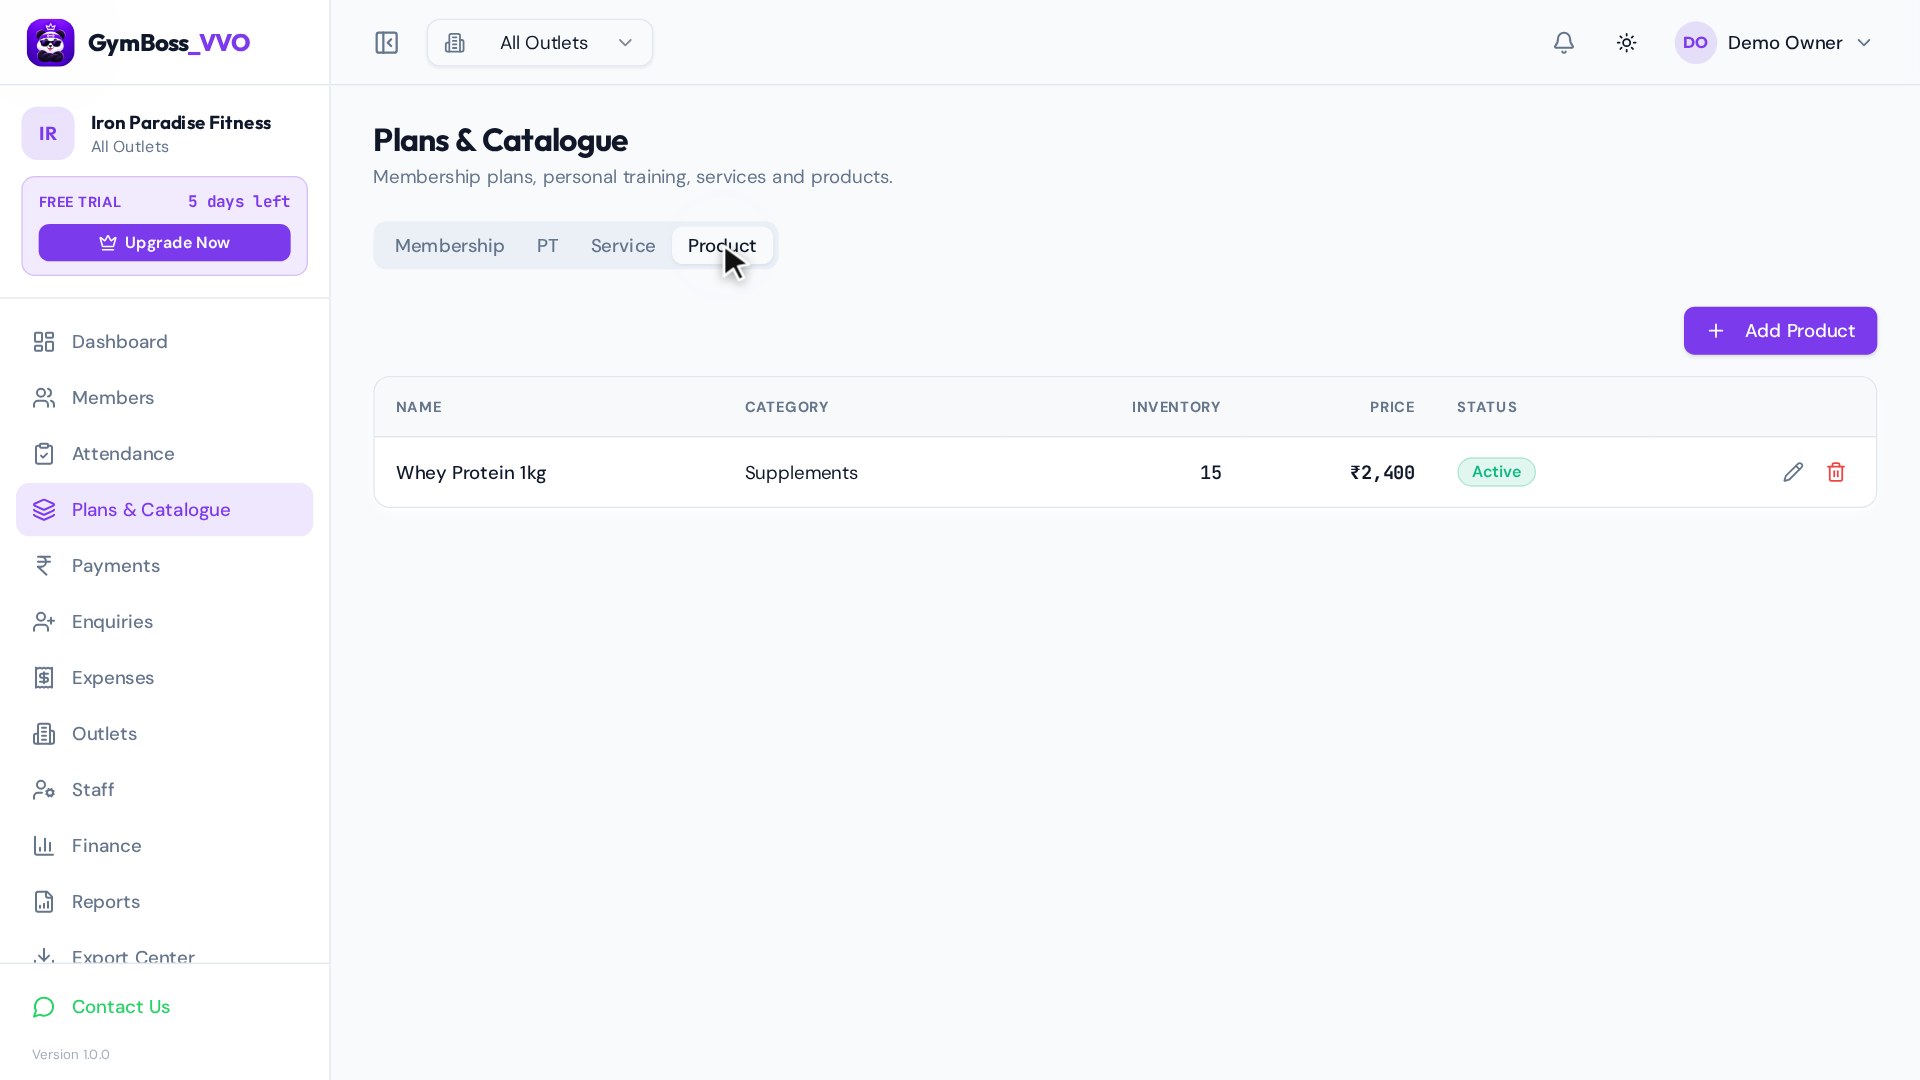 GymBoss_VVO
All Outlets
DO
Demo Owner
IR
Iron Paradise Fitness
All Outlets
FREE TRIAL
5 days left
Upgrade Now
Dashboard
Members
Attendance
Plans & Catalogue
Payments
Enquiries
Expenses
Outlets
Staff
Finance
Reports
Export Center
Contact Us
Version 1.0.0
Plans & Catalogue
Membership plans, personal training, services and products.
Membership PT Service Product
Add Product
NAME CATEGORY INVENTORY PRICE STATUS
Whey Protein 1kg Supplements 15 ₹2,400 Active